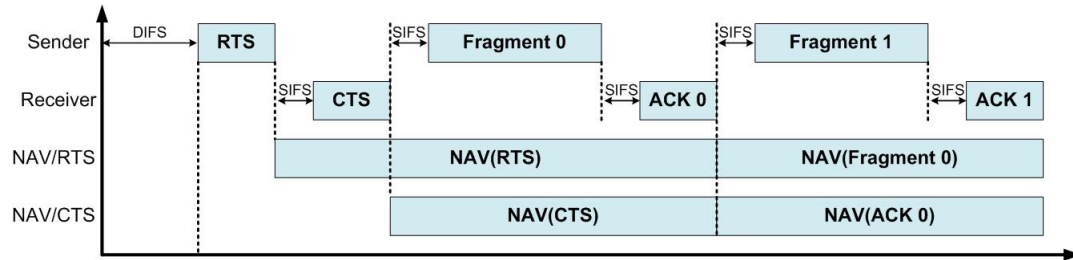 DIFS
SIFS
SIFS
Sender
RTS
Fragment 0
Fragment 1
SIFS
SIFS
SIFS
Receiver
CTS
ACK 0
ACK 1
NAV/RTS
NAV(RTS)
NAV(Fragment 0)
NAV/CTS
NAV(CTS)
NAV(ACK 0)